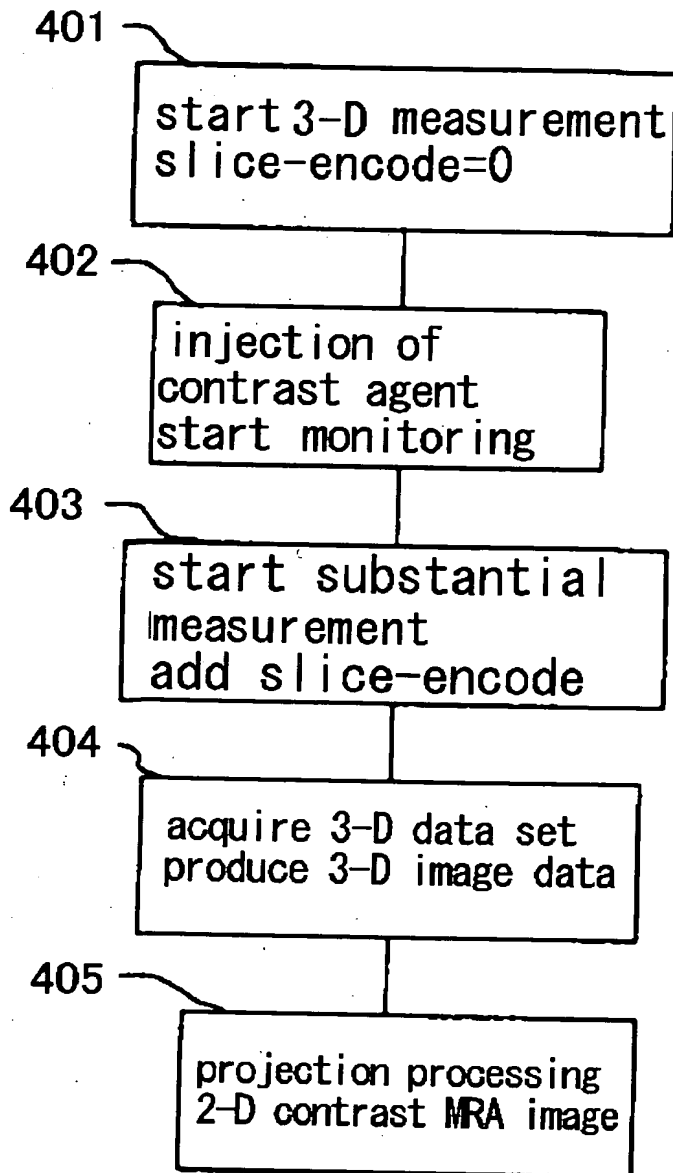 401
start 3-D measurement
slice-encode=0
402
injection of
contrast agent
start monitoring
403
start substantial
measurement
add slice-encode
404
acquire 3-D data set
produce 3-D image data
405
projection processing
2-D contrast MRA image